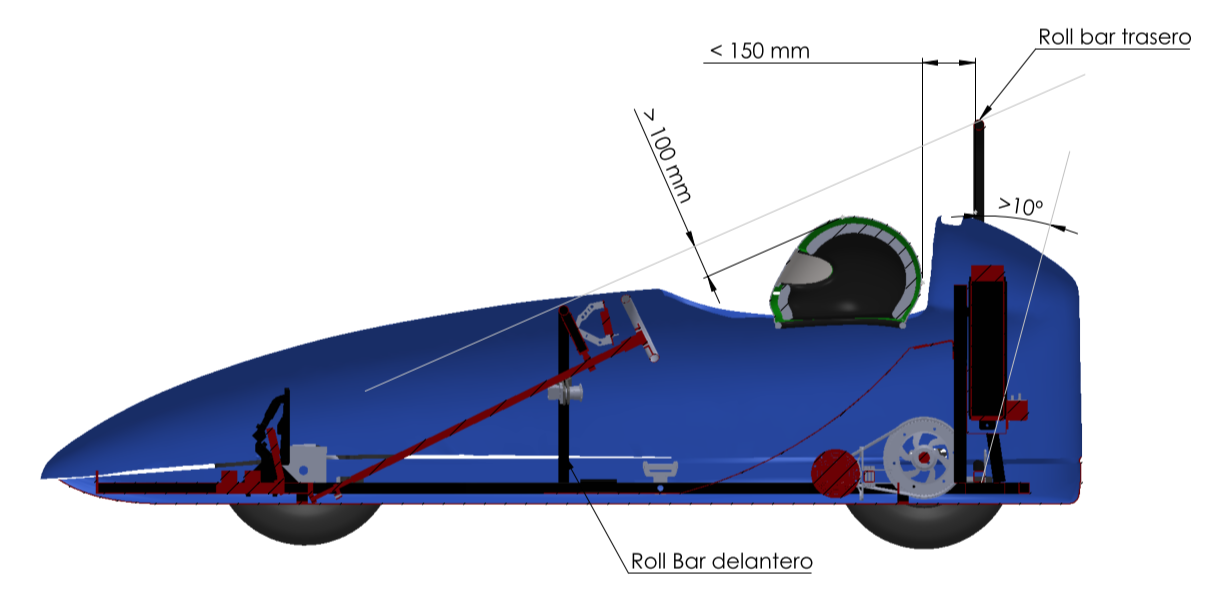 Roll bar trasero
< 150 mm
> 100 mm
>10°
Roll Bar delantero